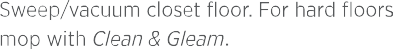 Sweep/vacuum closet floor. For hard floors
mop with Clean & Gleam.